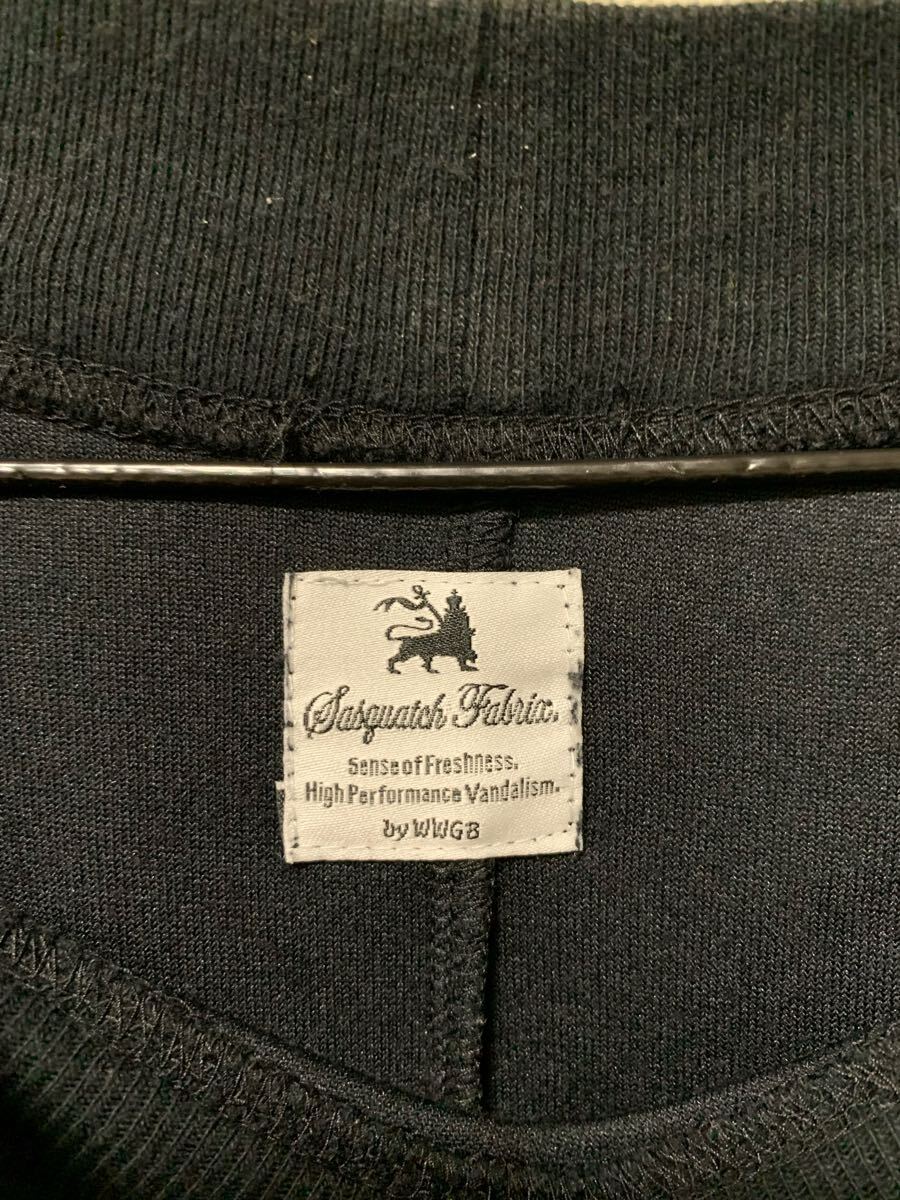 Sasquatch Fabrix.
Sense of Freshness.
High Performance Vandalism.
by WWGB